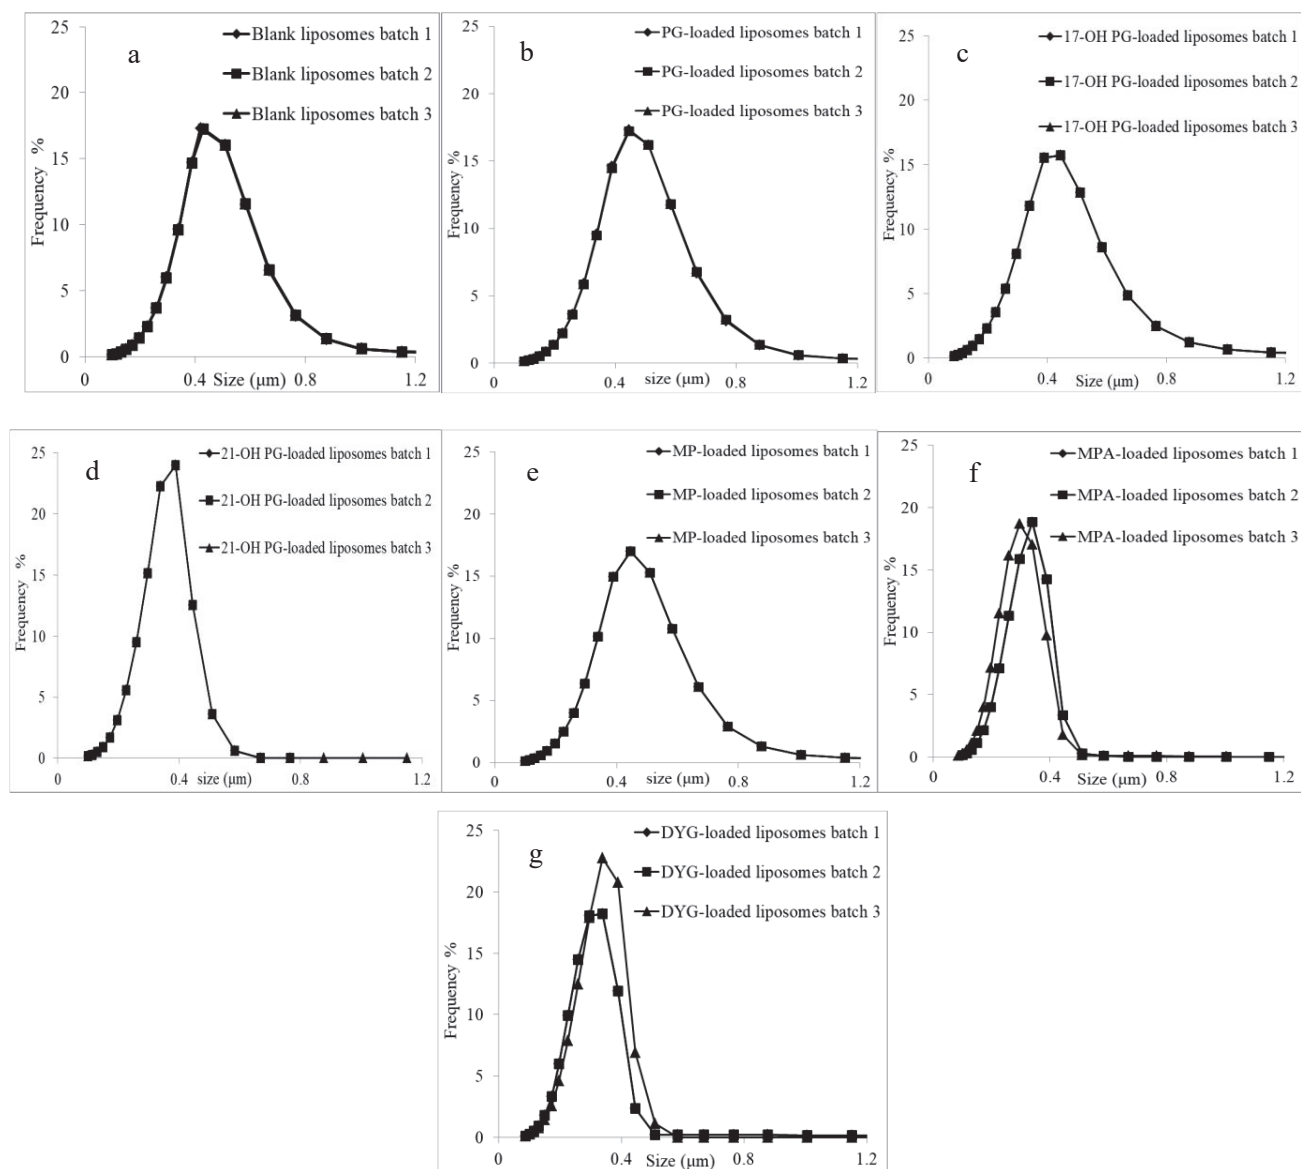 a
25
20
15
10
5
0
Frequency %
Blank liposomes batch 1
Blank liposomes batch 2
Blank liposomes batch 3
0 0.4 0.8 1.2
Size (µm)
b
25
20
15
10
5
0
Frequency %
PG-loaded liposomes batch 1
PG-loaded liposomes batch 2
PG-loaded liposomes batch 3
0 0.4 0.8 1.2
size (µm)
c
25
20
15
10
5
0
Frequency %
17-OH PG-loaded liposomes batch 1
17-OH PG-loaded liposomes batch 2
17-OH PG-loaded liposomes batch 3
0 0.4 0.8 1.2
Size (µm)
d
25
20
15
10
5
0
Frequency %
21-OH PG-loaded liposomes batch 1
21-OH PG-loaded liposomes batch 2
21-OH PG-loaded liposomes batch 3
0 0.4 0.8 1.2
size (µm)
e
25
20
15
10
5
0
Frequency %
MP-loaded liposomes batch 1
MP-loaded liposomes batch 2
MP-loaded liposomes batch 3
0 0.4 0.8 1.2
size (µm)
f
25
20
15
10
5
0
Frequency %
MPA-loaded liposomes batch 1
MPA-loaded liposomes batch 2
MPA-loaded liposomes batch 3
0 0.4 0.8 1.2
Size (µm)
g
25
20
15
10
5
0
Frequency %
DYG-loaded liposomes batch 1
DYG-loaded liposomes batch 2
DYG-loaded liposomes batch 3
0 0.4 0.8 1.2
Size (µm)